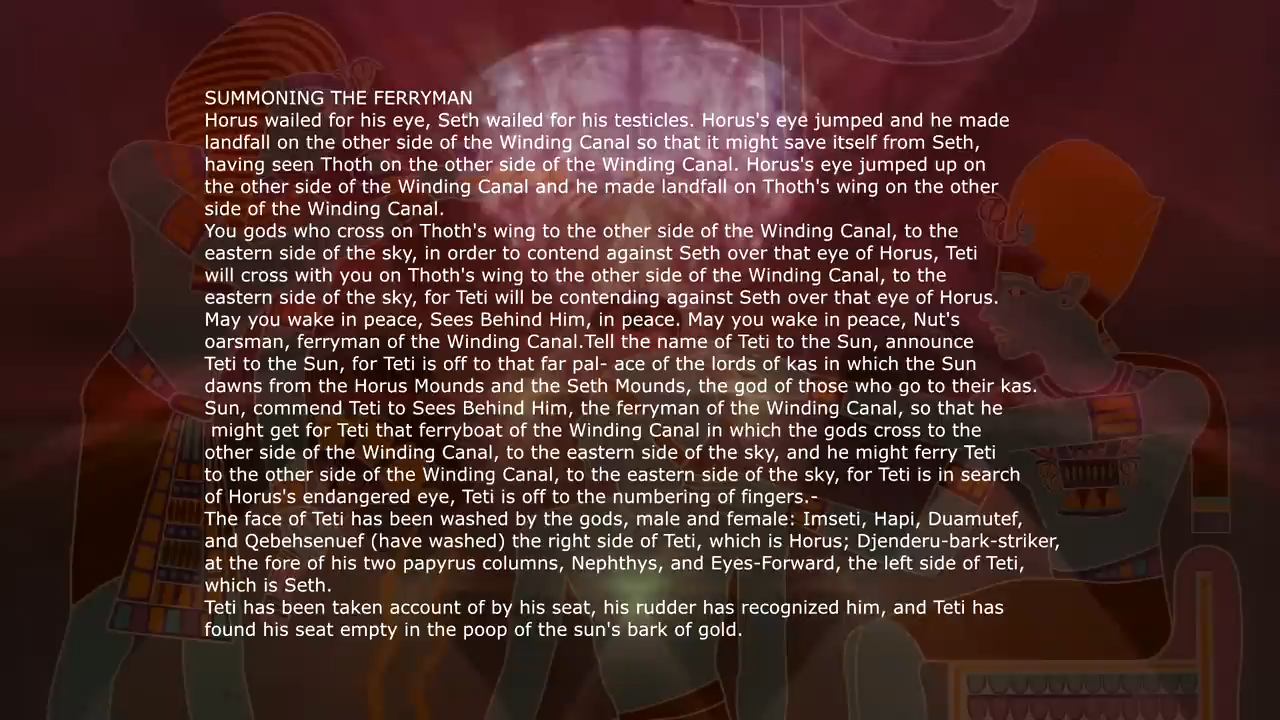 SUMMONING THE FERRYMAN
Horus wailed for his eye, Seth wailed for his testicles. Horus's eye jumped and he made
landfall on the other side of the Winding Canal so that it might save itself from Seth,
having seen Thoth on the other side of the Winding Canal. Horus's eye jumped up on
the other side of the Winding Canal and he made landfall on Thoth's wing on the other
side of the Winding Canal.
You gods who cross on Thoth's wing to the other side of the Winding Canal, to the
eastern side of the sky, in order to contend against Seth over that eye of Horus, Teti
will cross with you on Thoth's wing to the other side of the Winding Canal, to the
eastern side of the sky, for Teti will be contending against Seth over that eye of Horus.
May you wake in peace, Sees Behind Him, in peace. May you wake in peace, Nut's
oarsman, ferryman of the Winding Canal.Tell the name of Teti to the Sun, announce
Teti to the Sun, for Teti is off to that far pal- ace of the lords of kas in which the Sun
dawns from the Horus Mounds and the Seth Mounds, the god of those who go to their kas.
Sun, commend Teti to Sees Behind Him, the ferryman of the Winding Canal, so that he
might get for Teti that ferryboat of the Winding Canal in which the gods cross to the
other side of the Winding Canal, to the eastern side of the sky, and he might ferry Teti
to the other side of the Winding Canal, to the eastern side of the sky, for Teti is in search
of Horus's endangered eye, Teti is off to the numbering of fingers.-
The face of Teti has been washed by the gods, male and female: Imseti, Hapi, Duamutef,
and Qebehsenuef (have washed) the right side of Teti, which is Horus; Djenderu-bark-striker,
at the fore of his two papyrus columns, Nephthys, and Eyes-Forward, the left side of Teti,
which is Seth.
Teti has been taken account of by his seat, his rudder has recognized him, and Teti has
found his seat empty in the poop of the sun's bark of gold.